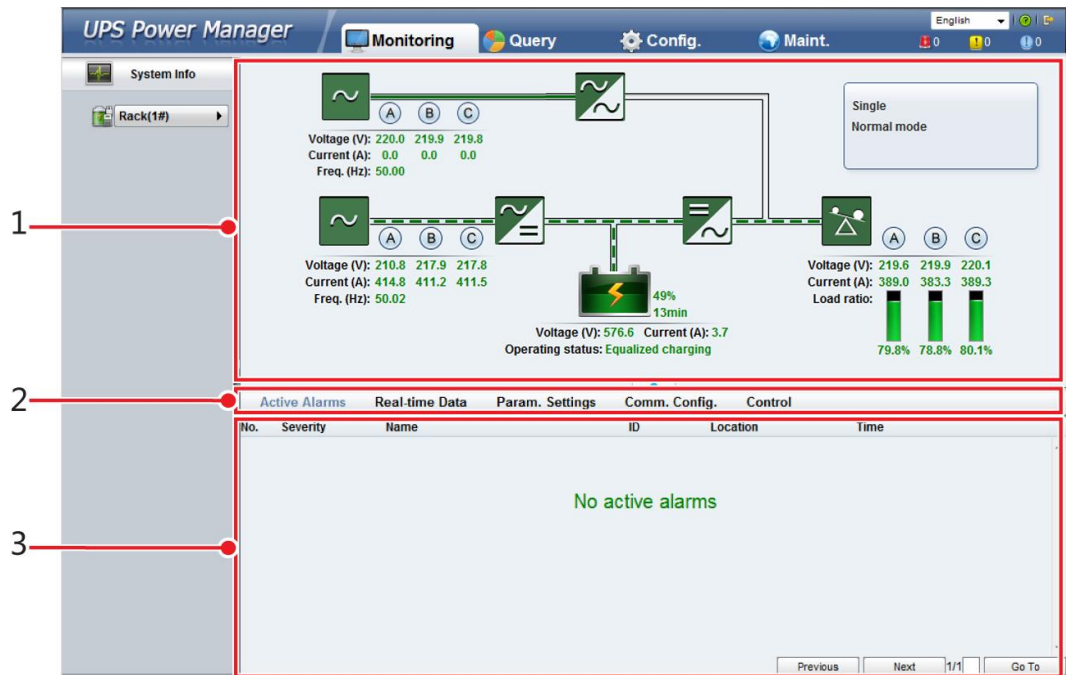 UPS Power Manager
Monitoring
Query
Config.
Maint.
English
0 0 0
System Info
Rack(1#)
1
A B C
Voltage (V): 220.0 219.9 219.8
Current (A): 0.0 0.0 0.0
Freq. (Hz): 50.00
Single
Normal mode
A B C
Voltage (V): 210.8 217.9 217.8
Current (A): 414.8 411.2 411.5
Freq. (Hz): 50.02
49%
13min
Voltage (V): 576.6 Current (A): 3.7
Operating status: Equalized charging
A B C
Voltage (V): 219.6 219.9 220.1
Current (A): 389.0 383.3 389.3
Load ratio:
79.8% 78.8% 80.1%
2
Active Alarms Real-time Data Param. Settings Comm. Config. Control
3
No. Severity Name ID Location Time
No active alarms
Previous Next 1/1 Go To